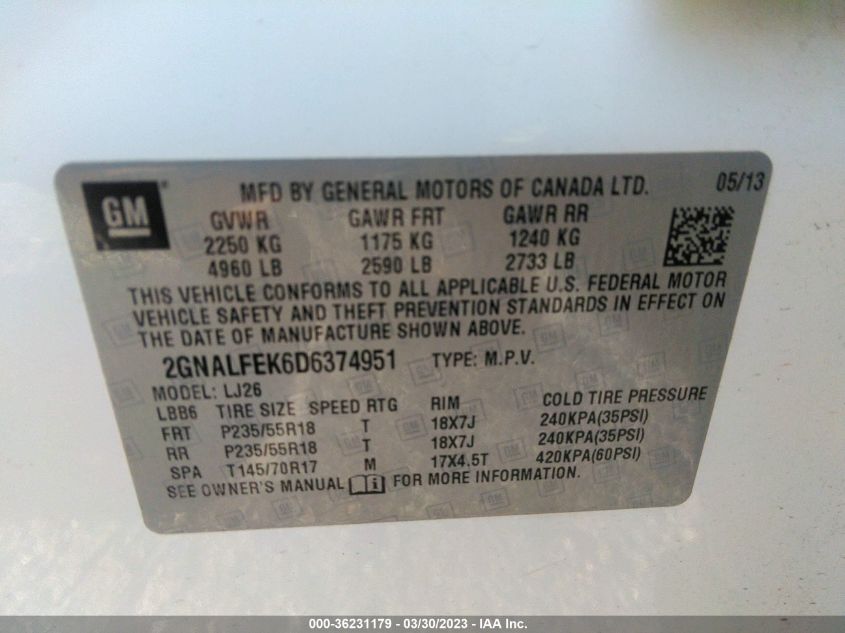 GM
MFD BY GENERAL MOTORS OF CANADA LTD. 05/13
GVWR GAWR FRT GAWR RR
2250 KG 1175 KG 1240 KG
4960 LB 2590 LB 2733 LB
THIS VEHICLE CONFORMS TO ALL APPLICABLE U.S. FEDERAL MOTOR
VEHICLE SAFETY AND THEFT PREVENTION STANDARDS IN EFFECT ON
THE DATE OF MANUFACTURE SHOWN ABOVE.
2GNALFEK6D6374951 TYPE: M.P.V.
MODEL: LJ26
LBB6 TIRE SIZE SPEED RTG RIM COLD TIRE PRESSURE
FRT P235/55R18 T 18X7J 240KPA(35PSI)
RR P235/55R18 T 18X7J 240KPA(35PSI)
SPA T145/70R17 M 17X4.5T 420KPA(60PSI)
SEE OWNER'S MANUAL FOR MORE INFORMATION.
000-36231179 - 03/30/2023 - IAA Inc.